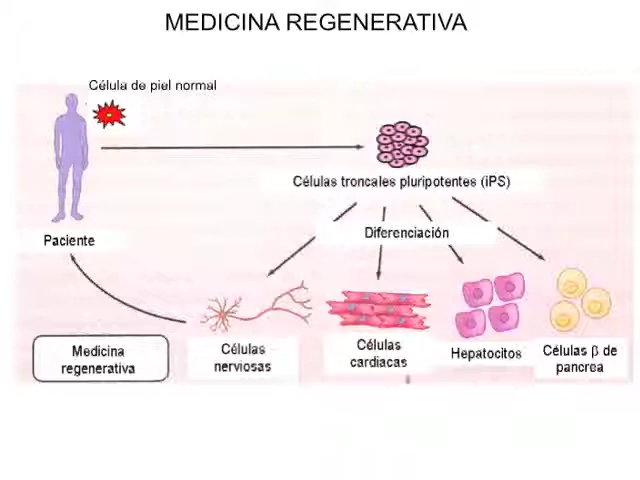 MEDICINA REGENERATIVA
Célula de piel normal
Células troncales pluripotentes (iPS)
Diferenciación
Paciente
Medicina
regenerativa
Células
nerviosas
Células
cardiacas
Hepatocitos
Células β de
pancrea